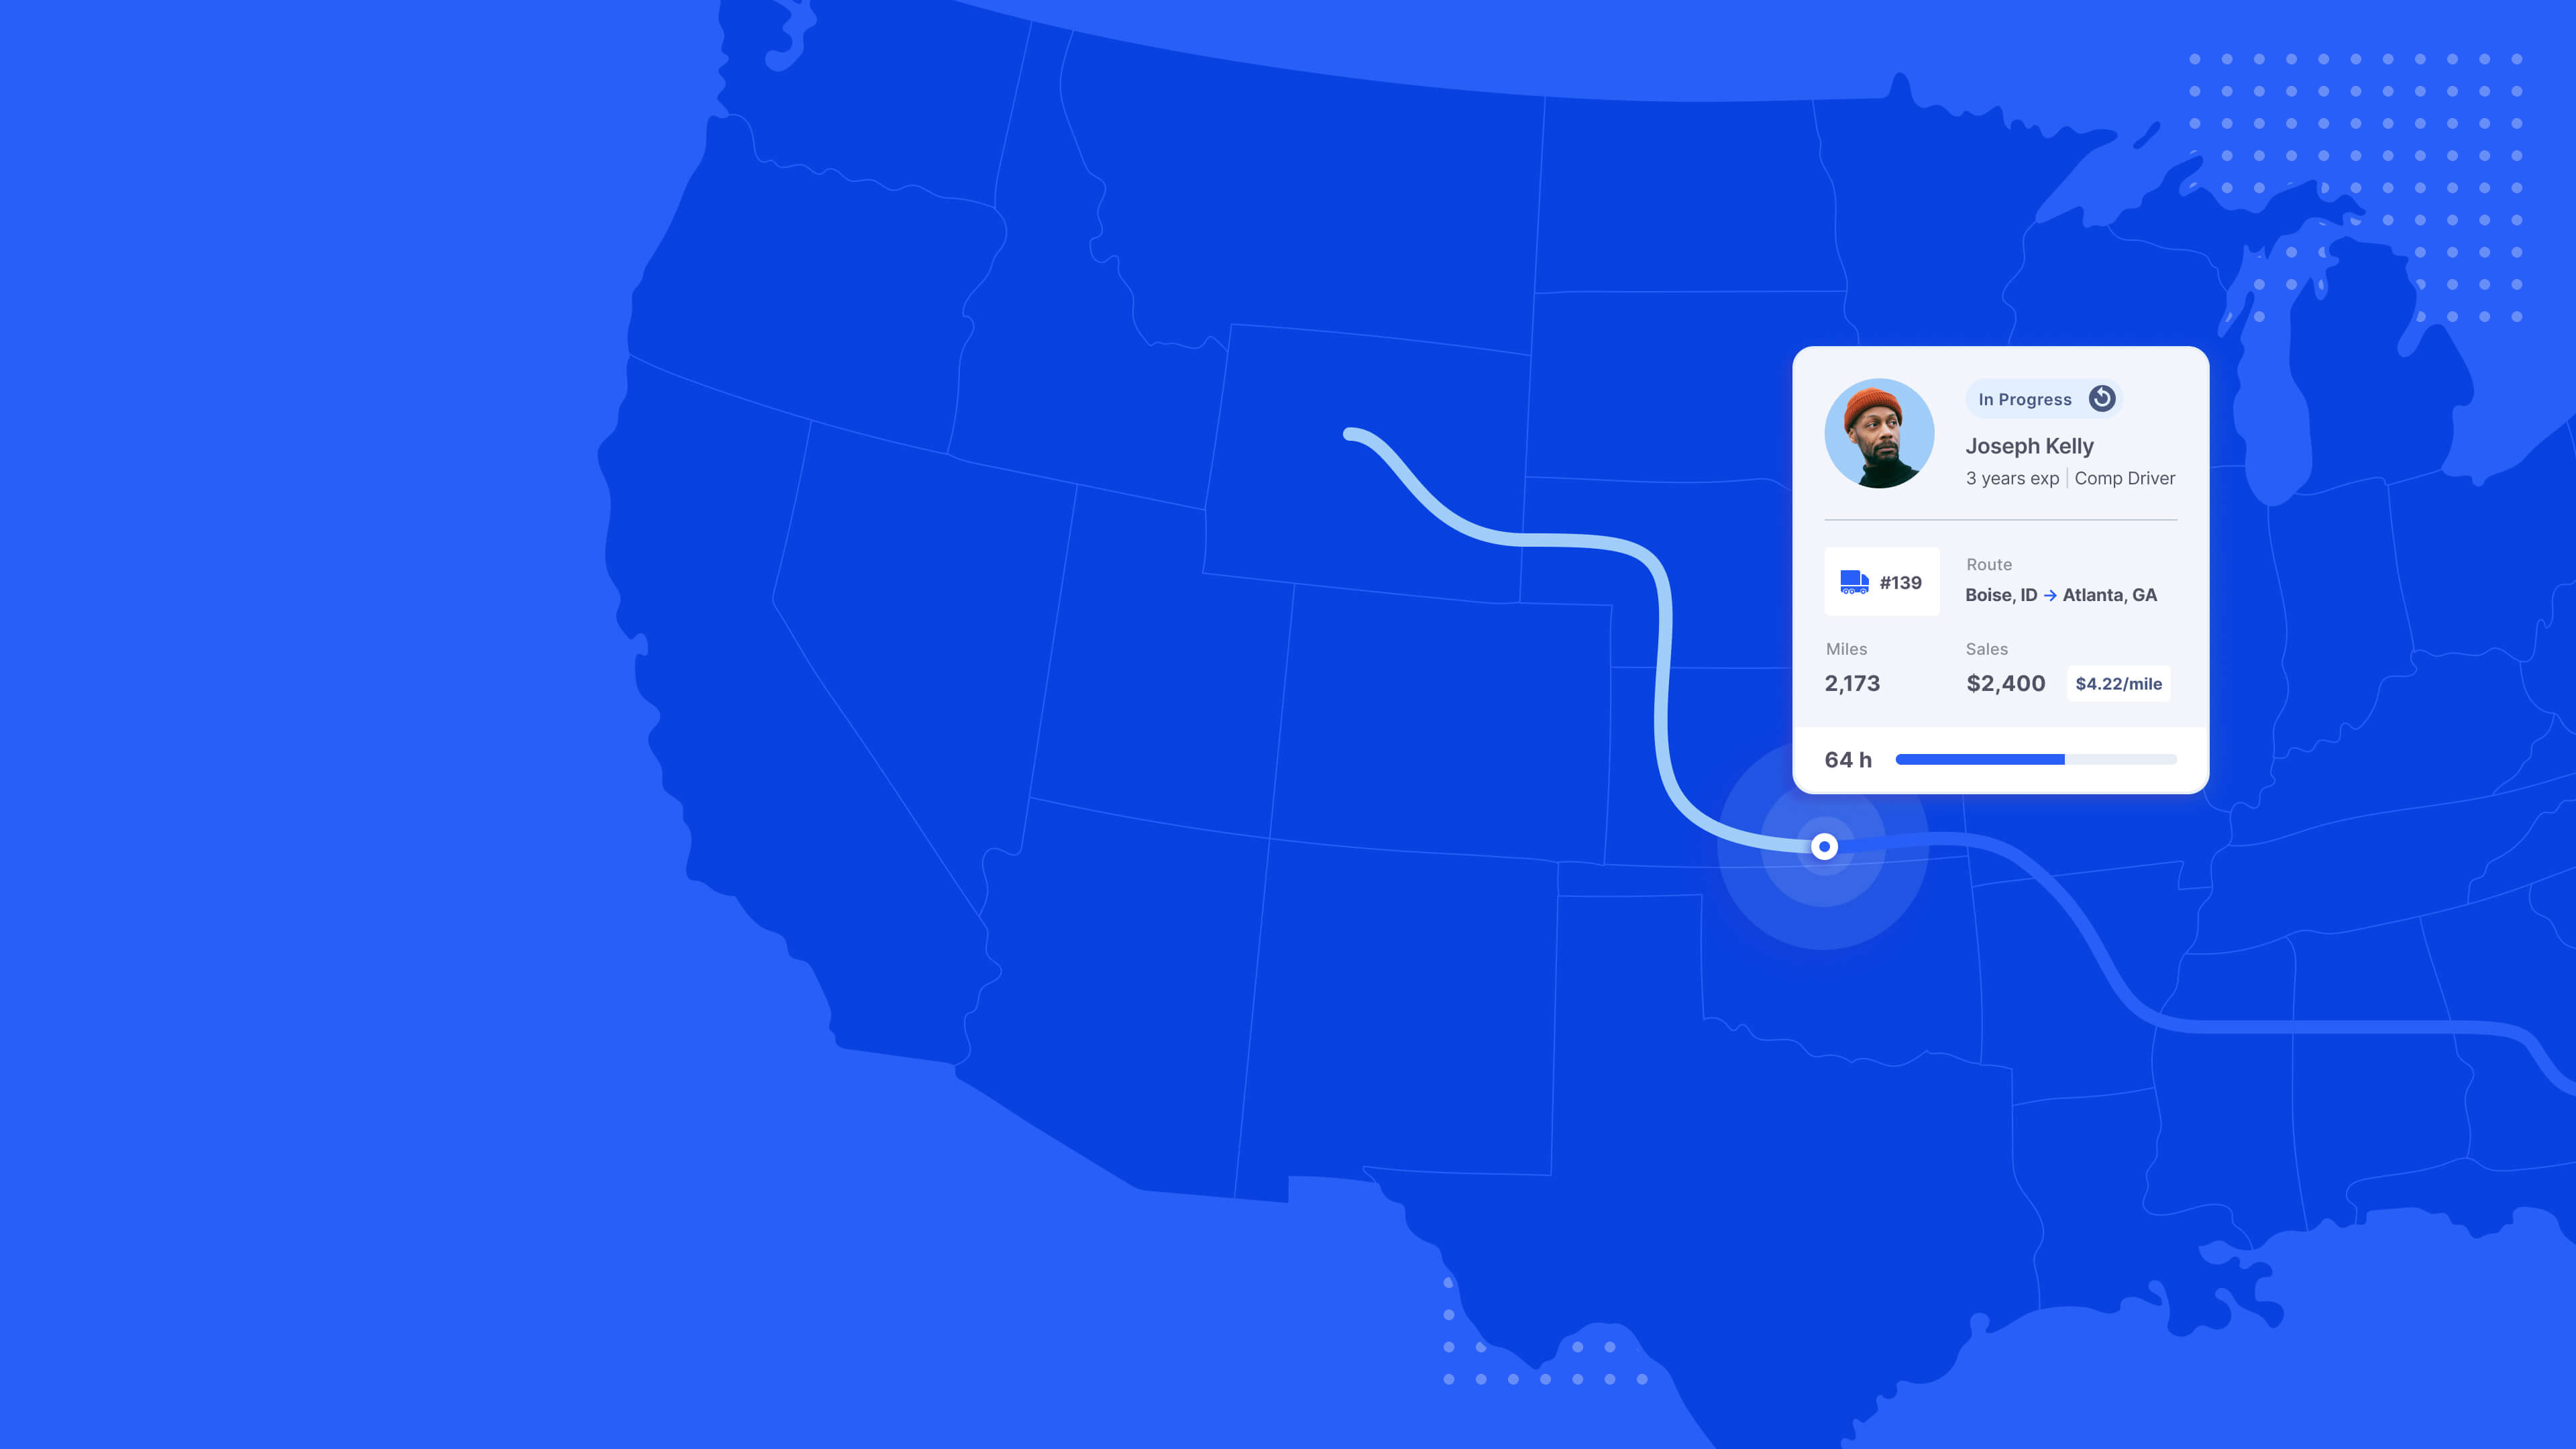 In Progress
Joseph Kelly
3 years exp | Comp Driver
#139
Route
Boise, ID → Atlanta, GA
Miles
2,173
Sales
$2,400
$4.22/mile
64 h